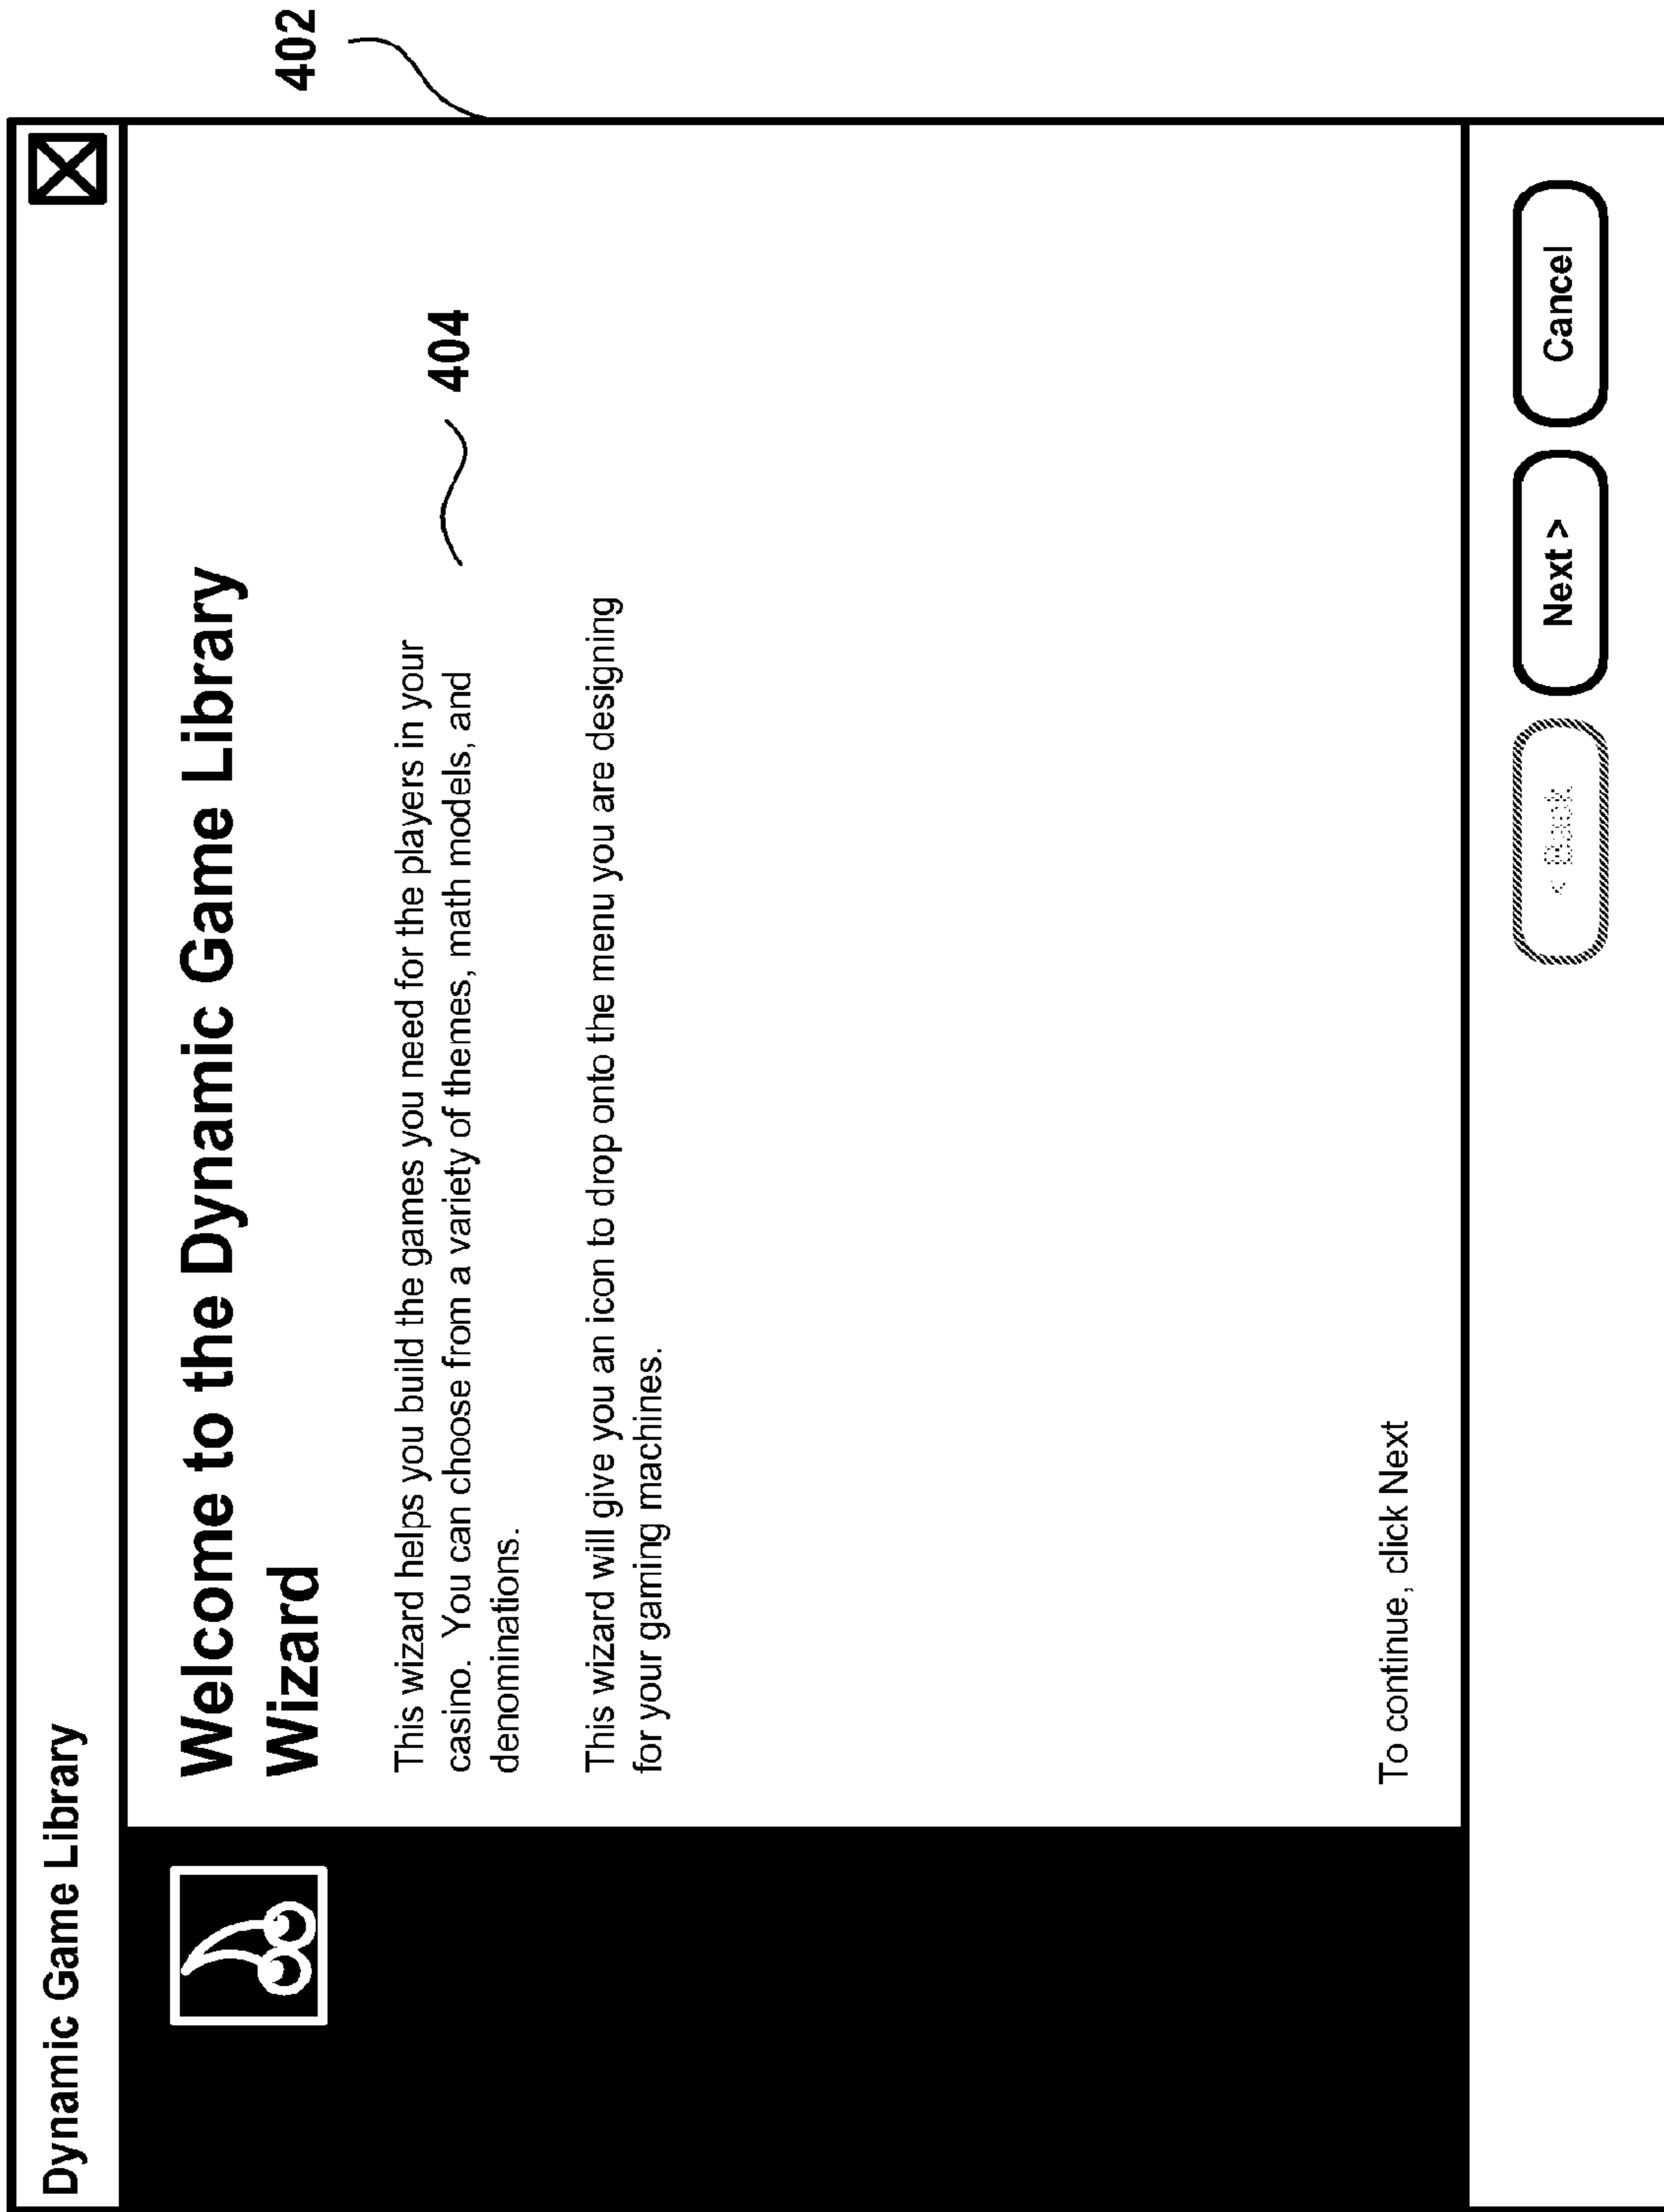 402
Dynamic Game Library
Welcome to the Dynamic Game Library
Wizard
This wizard helps you build the games you need for the players in your
casino. You can choose from a variety of themes, math models, and
denominations.
404
This wizard will give you an icon to drop onto the menu you are designing
for your gaming machines.
To continue, click Next
< Back
Next >
Cancel